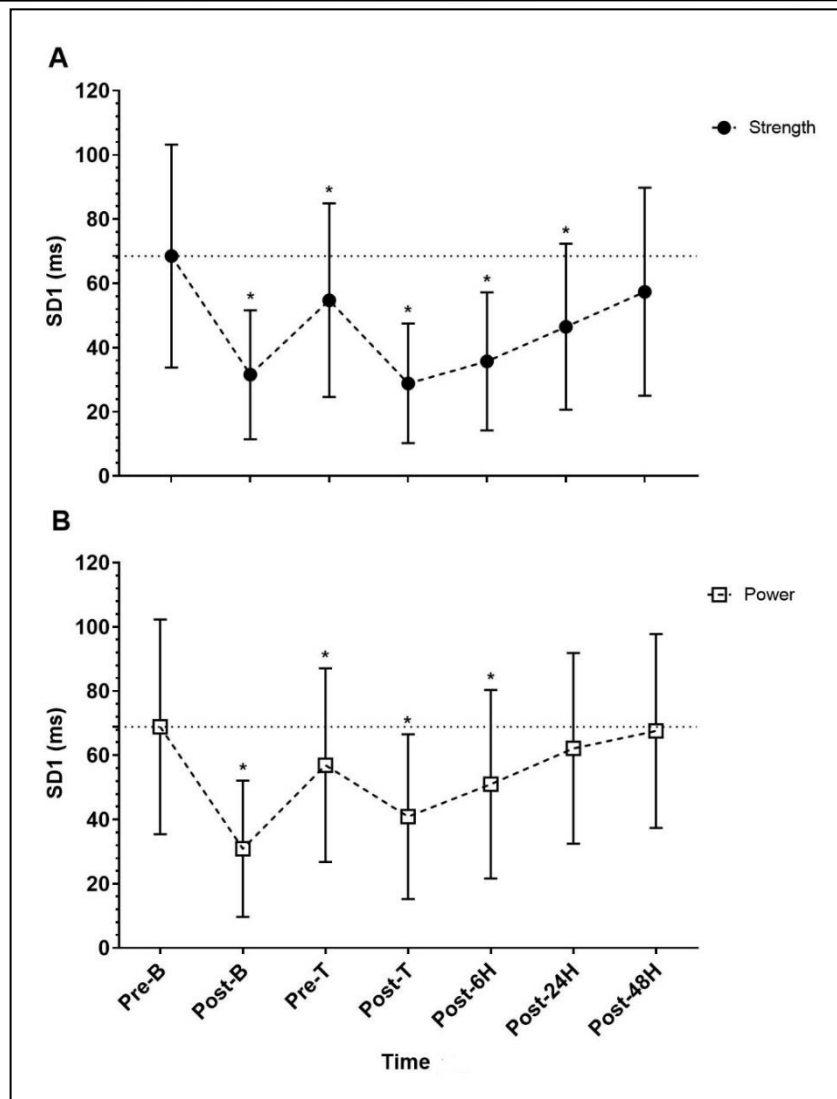 A
120
100
80
60
40
20
0
SD1 (ms)
Strength
*
*
*
*
*
B
120
100
80
60
40
20
0
SD1 (ms)
Power
*
*
*
*
Pre-B
Post-B
Pre-T
Post-T
Post-6H
Post-24H
Post-48H
Time